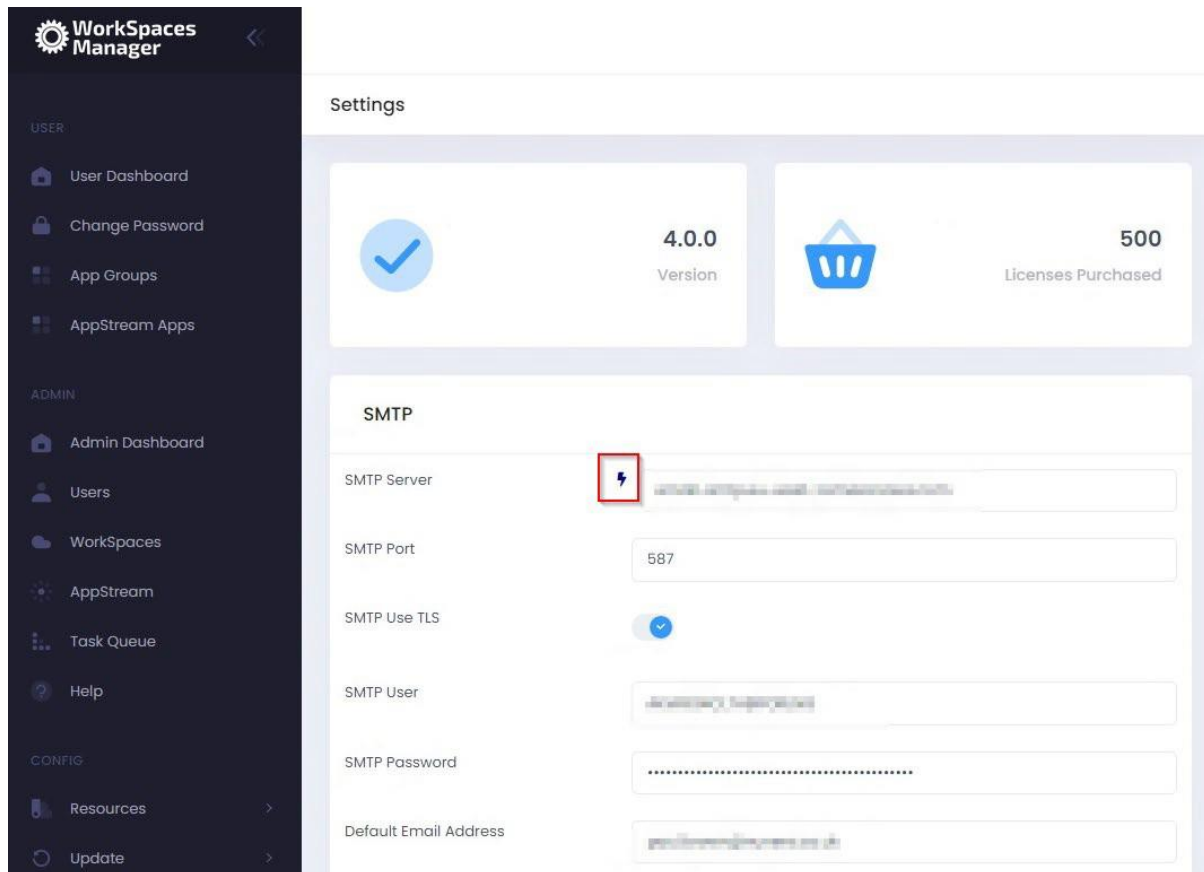 WorkSpaces
Manager
USER
User Dashboard
Change Password
App Groups
AppStream Apps
ADMIN
Admin Dashboard
Users
WorkSpaces
AppStream
Task Queue
Help
CONFIG
Resources
Update
Settings
4.0.0
Version
500
Licenses Purchased
SMTP
SMTP Server
SMTP Port
587
SMTP Use TLS
SMTP User
SMTP Password
Default Email Address